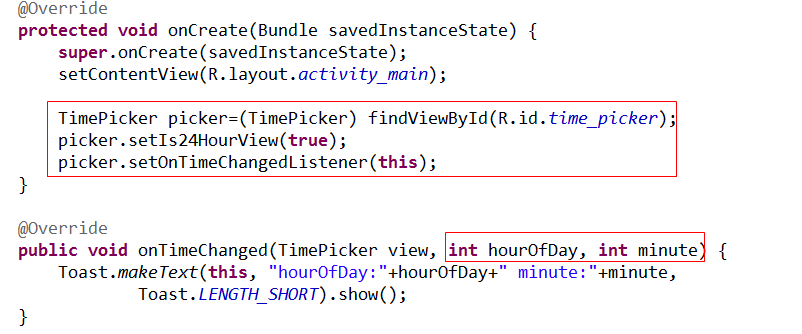 @Override
protected void onCreate(Bundle savedInstanceState) {
super.onCreate(savedInstanceState);
setContentView(R.layout.activity_main);
TimePicker picker=(TimePicker) findViewById(R.id.time_picker);
picker.setIs24HourView(true);
picker.setOnTimeChangedListener(this);
}
@Override
public void onTimeChanged(TimePicker view, int hourOfDay, int minute) {
Toast.makeText(this, "hourOfDay:"+hourOfDay+" minute:"+minute,
Toast.LENGTH_SHORT).show();
}